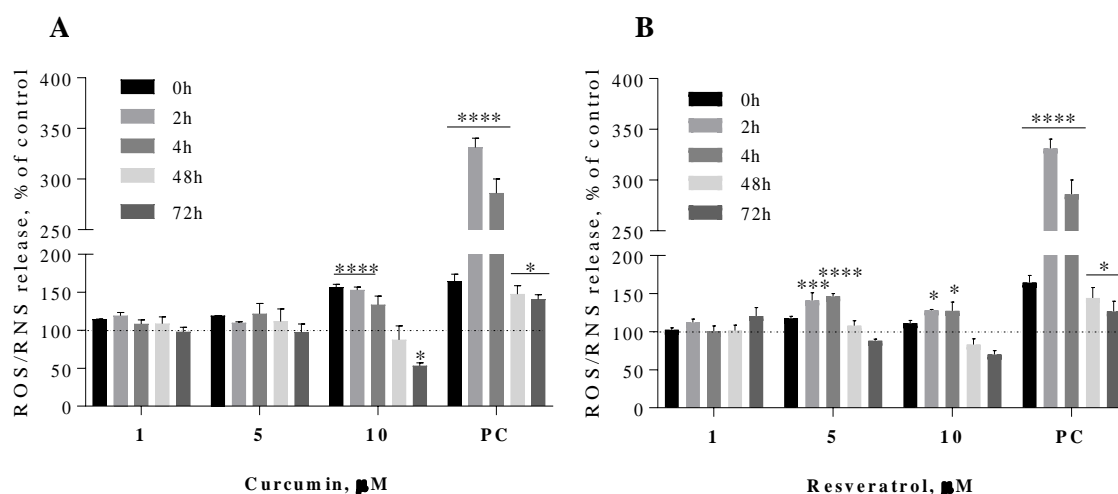 A
ROS/RNS release, % of control
400
350
300
250
200
150
100
50
0
0h
2h
4h
48h
72h
****
****
*
*
1
5
10
PC
Curcumin, μM
B
ROS/RNS release, % of control
400
350
300
250
200
150
100
50
0
0h
2h
4h
48h
72h
****
***
****
*
*
*
1
5
10
PC
Resveratrol, μM